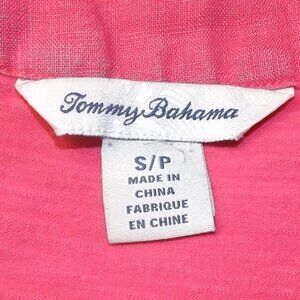 Tommy Bahama
S/P
MADE IN
CHINA
FABRIQUE
EN CHINE